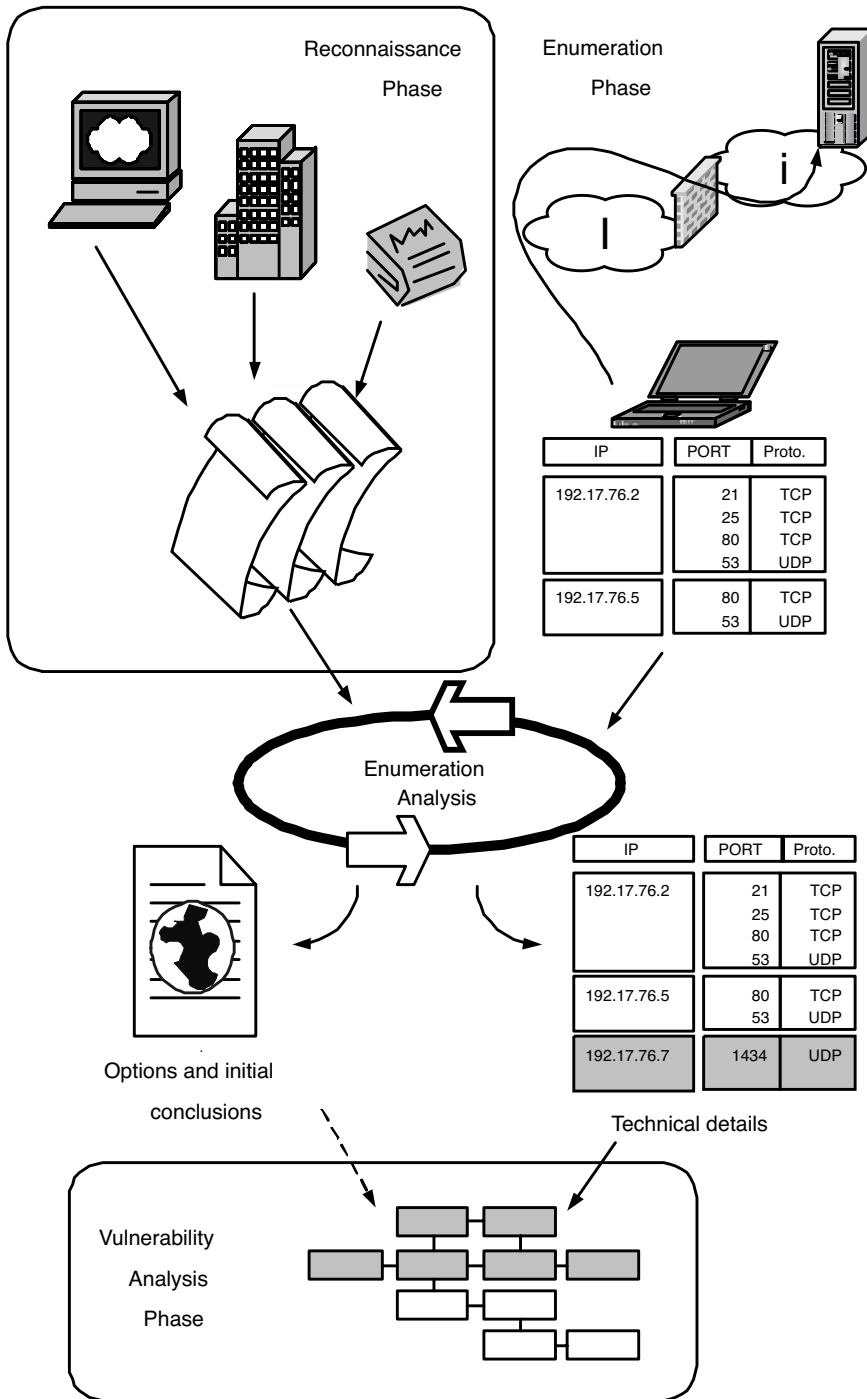 Reconnaissance
Phase
Enumeration
Phase
I
i
IP PORT Proto.
192.17.76.2 21 TCP
25 TCP
80 TCP
53 UDP
192.17.76.5 80 TCP
53 UDP
Enumeration
Analysis
IP PORT Proto.
192.17.76.2 21 TCP
25 TCP
80 TCP
53 UDP
192.17.76.5 80 TCP
53 UDP
192.17.76.7 1434 UDP
Options and initial
conclusions
Technical details
Vulnerability
Analysis
Phase